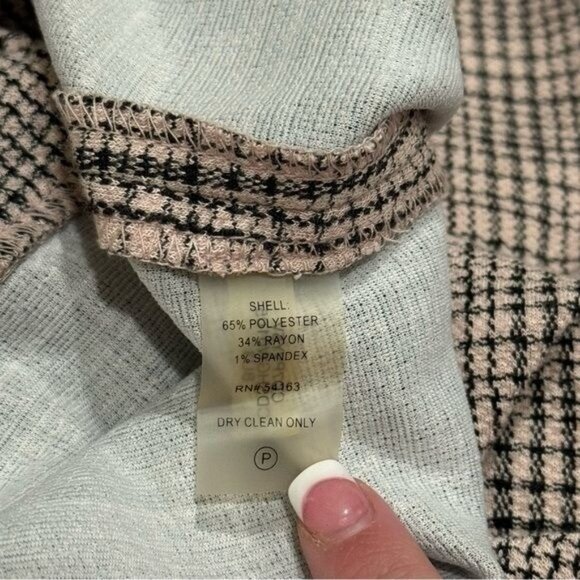 SHELL:
65% POLYESTER
34% RAYON
1% SPANDEX
RN# 54163
DRY CLEAN ONLY
P